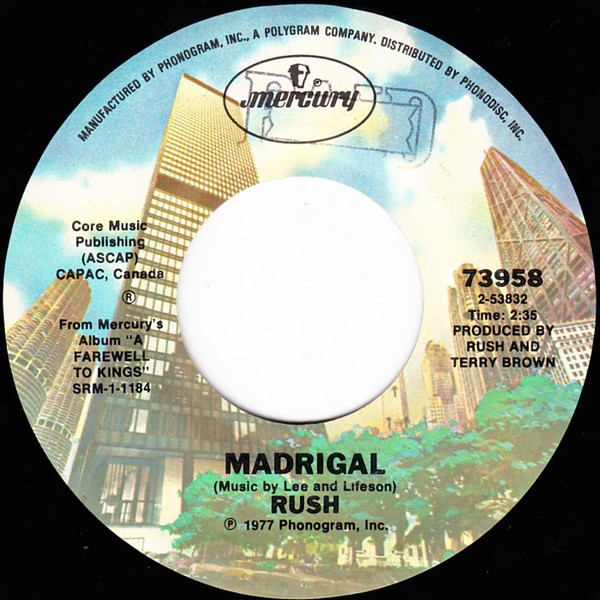 MANUFACTURED BY PHONOGRAM, INC., A POLYGRAM COMPANY. DISTRIBUTED BY PHONODISC, INC.
mercury
Core Music
Publishing
(ASCAP)
CAPAC, Canada
®
From Mercury's
Album "A
FAREWELL
TO KINGS"
SRM-1-1184
73958
2-53832
Time: 2:35
PRODUCED BY
RUSH AND
TERRY BROWN
MADRIGAL
(Music by Lee and Lifeson)
RUSH
℗ 1977 Phonogram, Inc.